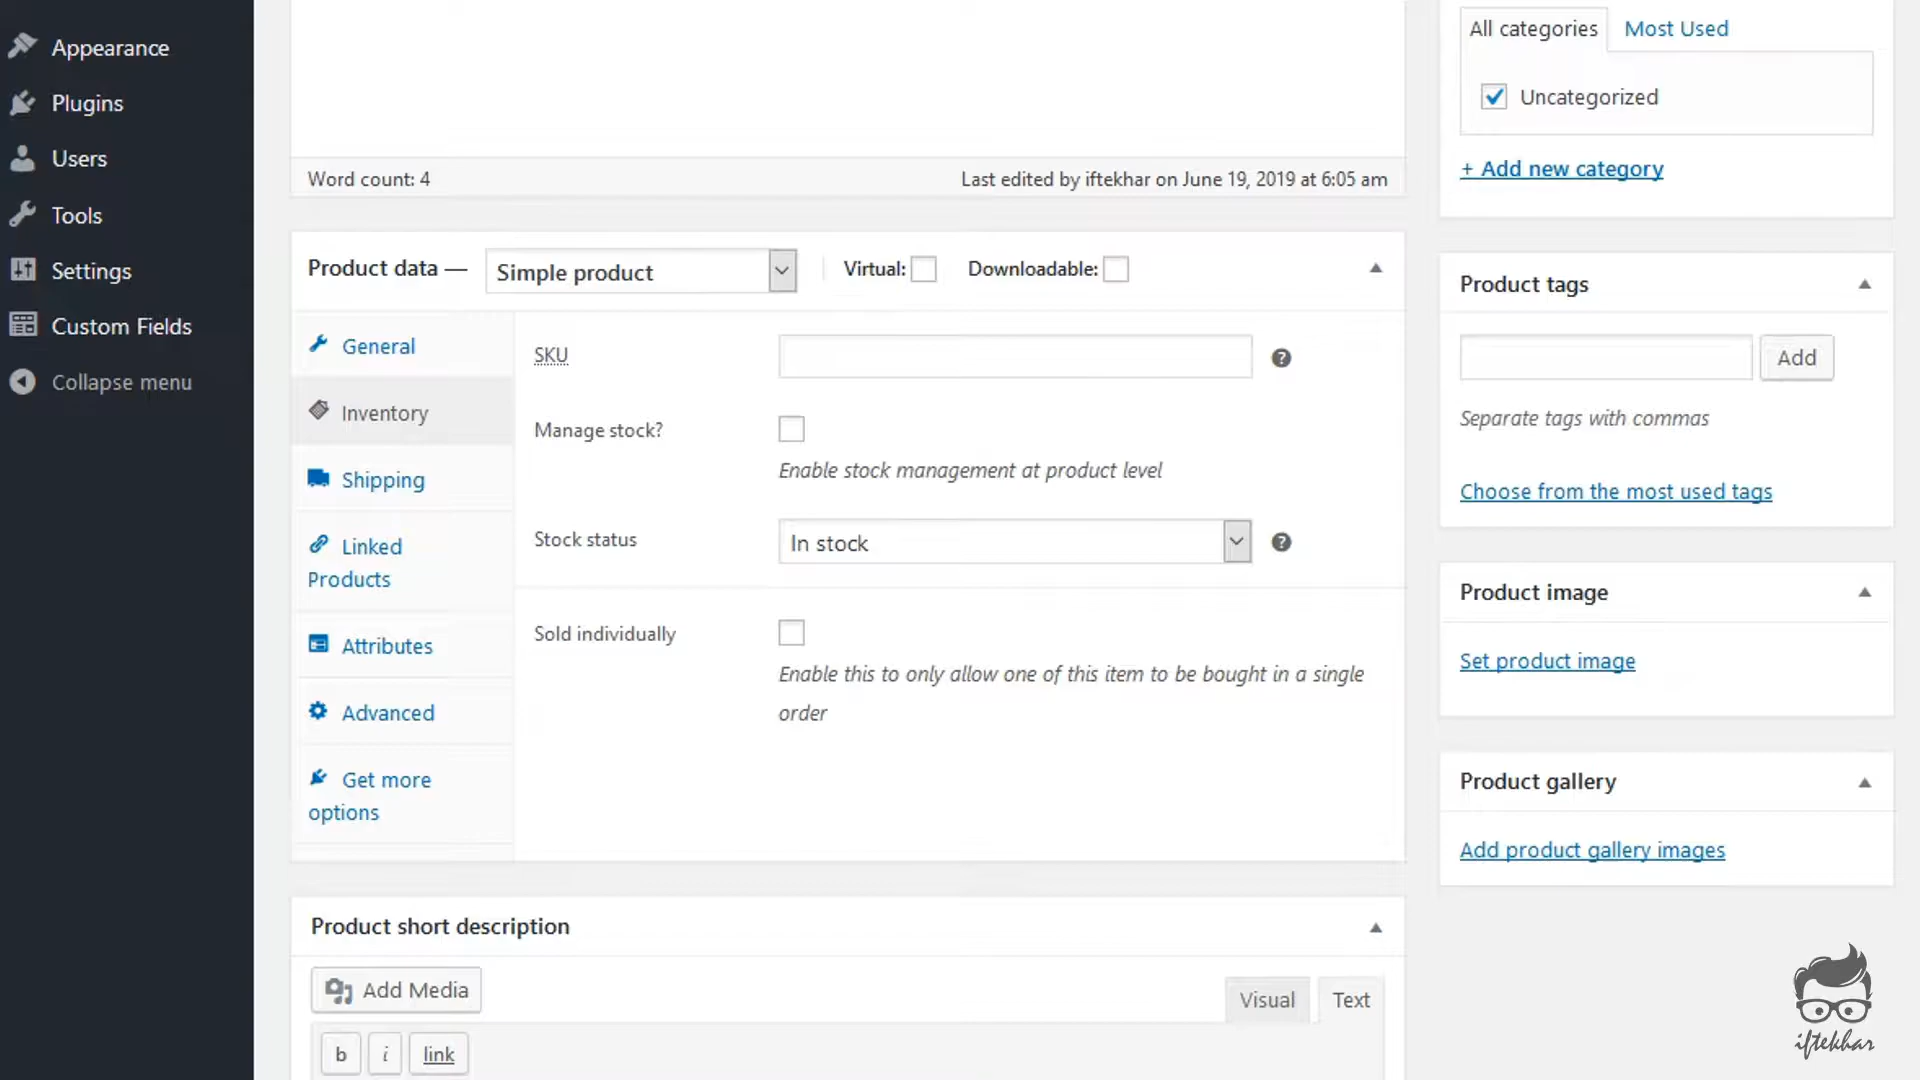 Appearance
Plugins
Users
Tools
Settings
Custom Fields
Collapse menu
Word count: 4
Last edited by iftekhar on June 19, 2019 at 6:05 am
Product data —
Simple product
Virtual:
Downloadable:
General
Inventory
Shipping
Linked
Products
Attributes
Advanced
Get more
options
SKU
Manage stock?
Enable stock management at product level
Stock status
In stock
Sold individually
Enable this to only allow one of this item to be bought in a single
order
Product short description
Add Media
Visual
Text
b
i
link
All categories
Most Used
Uncategorized
+ Add new category
Product tags
Add
Separate tags with commas
Choose from the most used tags
Product image
Set product image
Product gallery
Add product gallery images
iftekhar